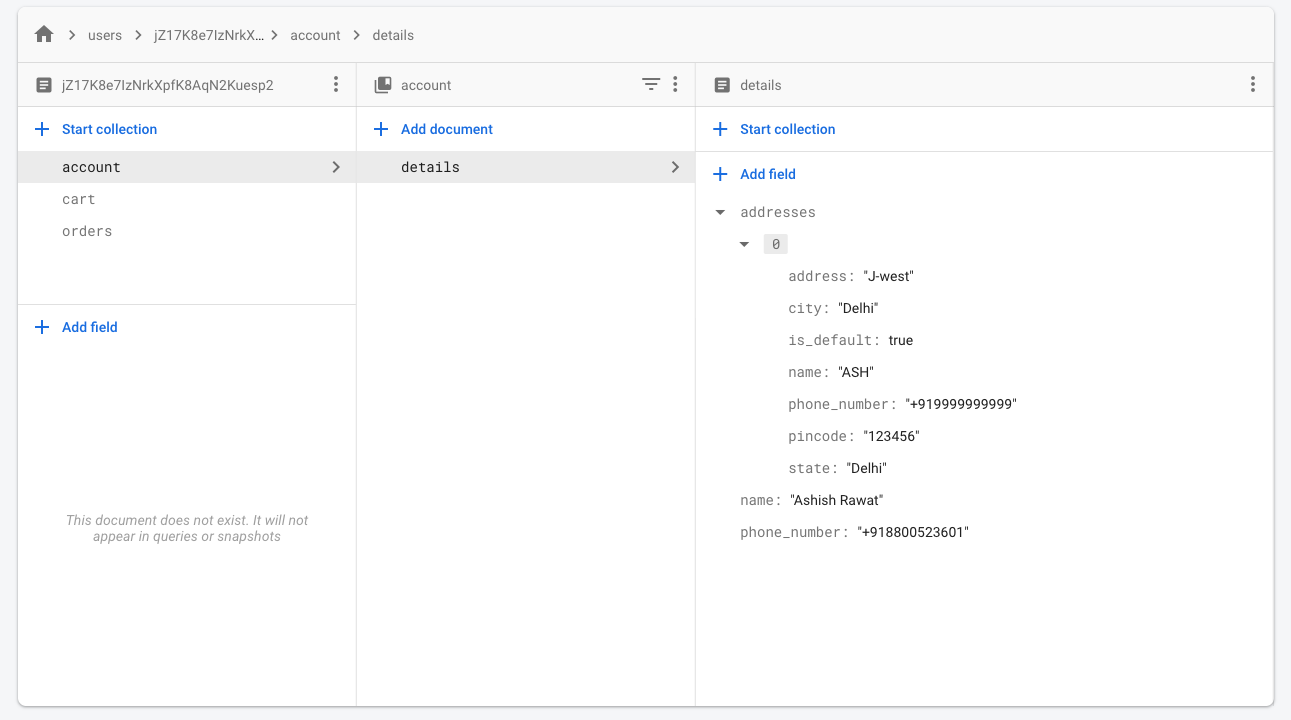 users jZ17K8e7IzNrkX... account details
jZ17K8e7IzNrkXpfK8AqN2Kuesp2
Start collection
account
cart
orders
Add field
This document does not exist. It will not
appear in queries or snapshots
account
Add document
details
details
Start collection
Add field
addresses
0
address: "J-west"
city: "Delhi"
is_default: true
name: "ASH"
phone_number: "+919999999999"
pincode: "123456"
state: "Delhi"
name: "Ashish Rawat"
phone_number: "+918800523601"